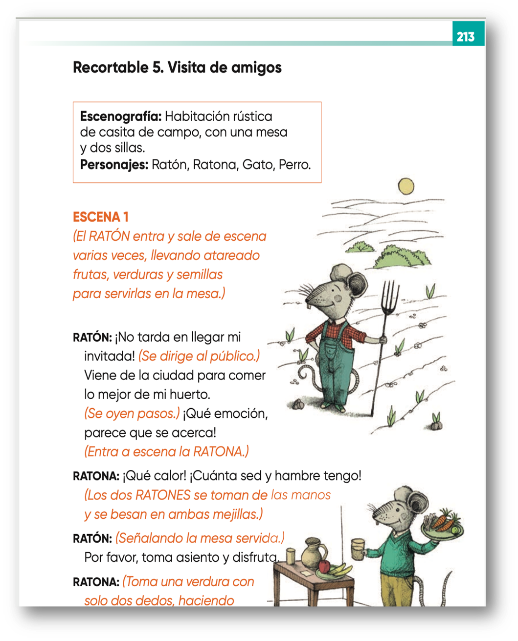 213
Recortable 5. Visita de amigos
Escenografía: Habitación rústica
de casita de campo, con una mesa
y dos sillas.
Personajes: Ratón, Ratona, Gato, Perro.
ESCENA 1
(El RATÓN entra y sale de escena
varias veces, llevando atareado
frutas, verduras y semillas
para servirlas en la mesa.)
RATÓN: ¡No tarda en llegar mi
invitada! (Se dirige al público.)
Viene de la ciudad para comer
lo mejor de mi huerto.
(Se oyen pasos.) ¡Qué emoción,
parece que se acerca!
(Entra a escena la RATONA.)
RATONA: ¡Qué calor! ¡Cuánta sed y hambre tengo!
(Los dos RATONES se toman de las manos
y se besan en ambas mejillas.)
RATÓN: (Señalando la mesa servida.)
Por favor, toma asiento y disfruta.
RATONA: (Toma una verdura con
solo dos dedos, haciendo